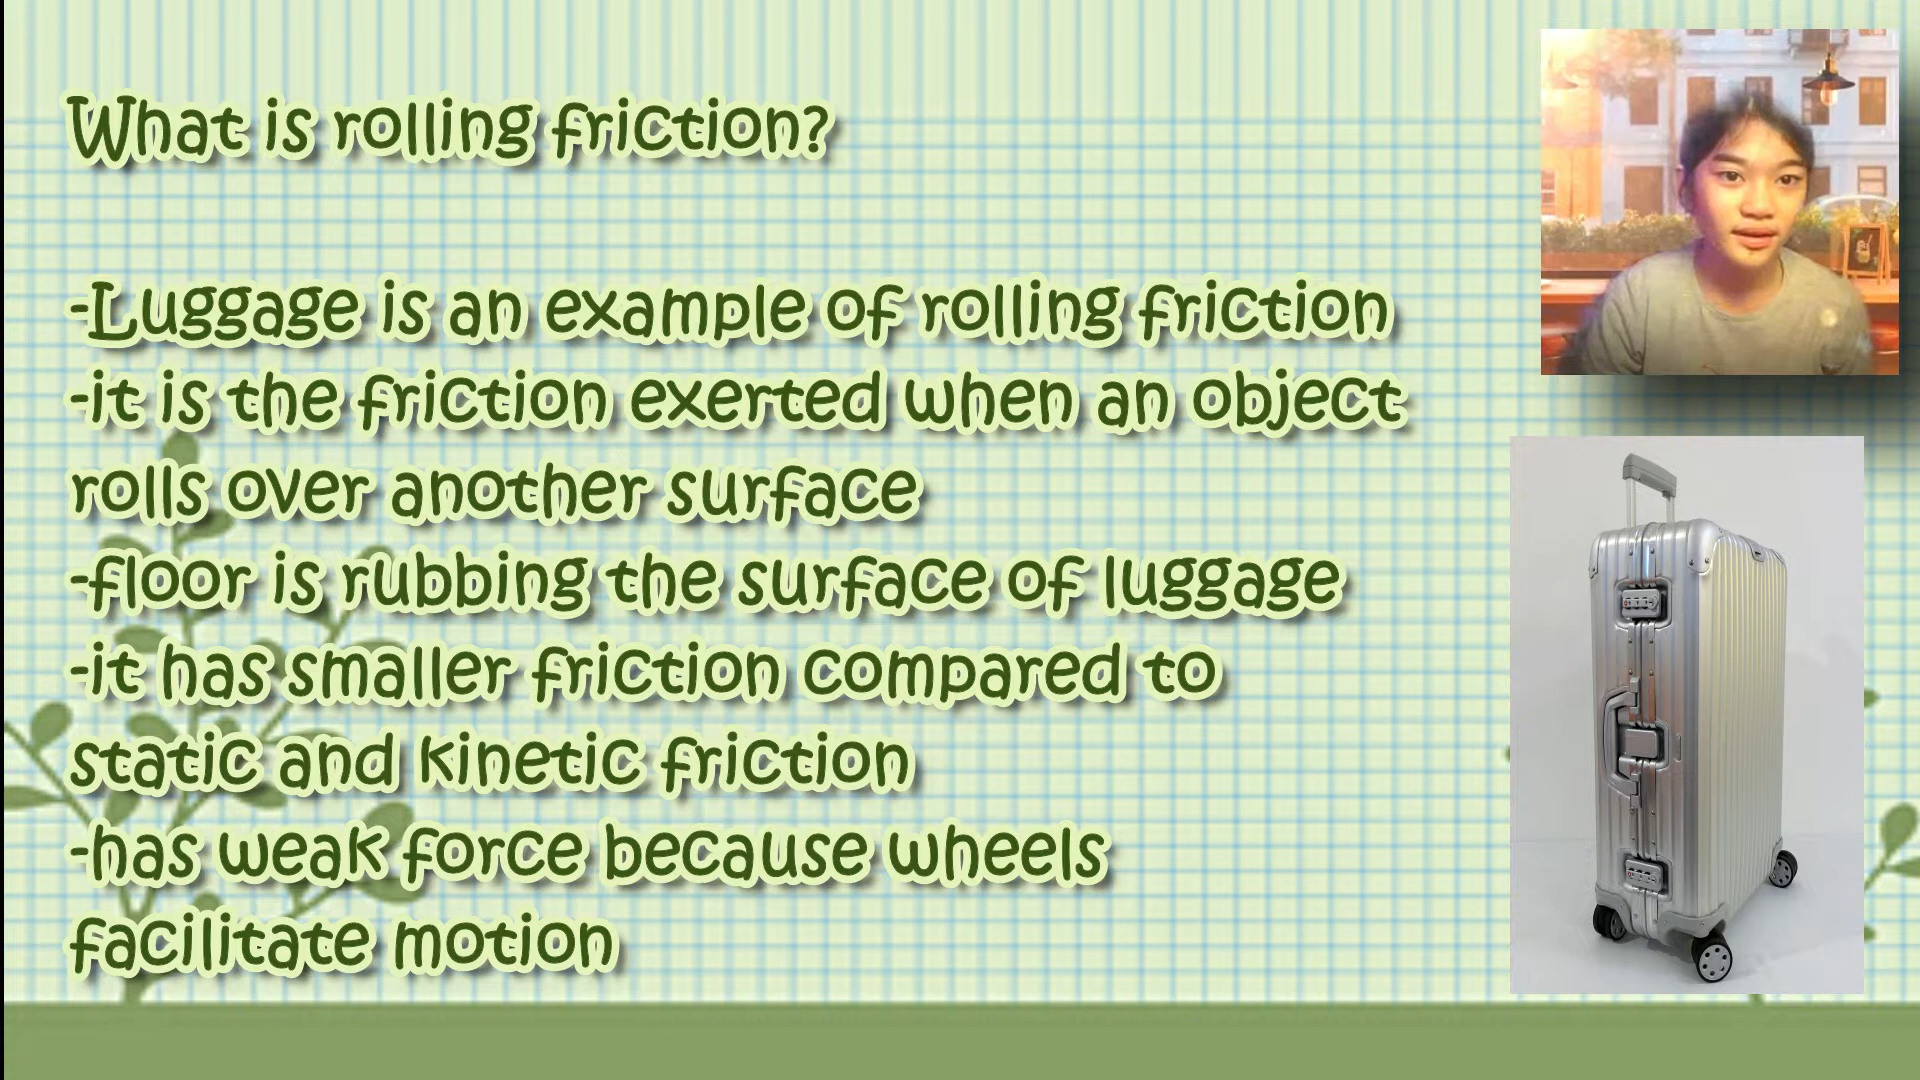 What is rolling friction?
-Luggage is an example of rolling friction
-it is the friction exerted when an object
rolls over another surface
-floor is rubbing the surface of luggage
-it has smaller friction compared to
static and kinetic friction
-has weak force because wheels
facilitate motion